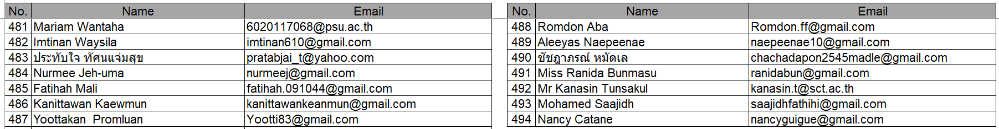 No. Name Email
481 Mariam Wantaha 6020117068@psu.ac.th
482 Imtinan Waysila imtinan610@gmail.com
483 ประทับใจ ทัศนแจ่มสุข pratabjai_t@yahoo.com
484 Nurmee Jeh-uma nurmeej@gmail.com
485 Fatihah Mali fatihah.091044@gmail.com
486 Kanittawan Kaewmun kanittawankeanmun@gmail.com
487 Yoottakan  Promluan Yootti83@gmail.com
No. Name Email
488 Romdon Aba Romdon.ff@gmail.com
489 Aleeyas Naepeenae naepeenae10@gmail.com
490 ชัชฎาภรณ์ หมัดเล chachadapon2545madle@gmail.com
491 Miss Ranida Bunmasu ranidabun@gmail.com
492 Mr Kanasin Tunsakul kanasin.t@sct.ac.th
493 Mohamed Saajidh saajidhfathihi@gmail.com
494 Nancy Catane nancyguigue@gmail.com